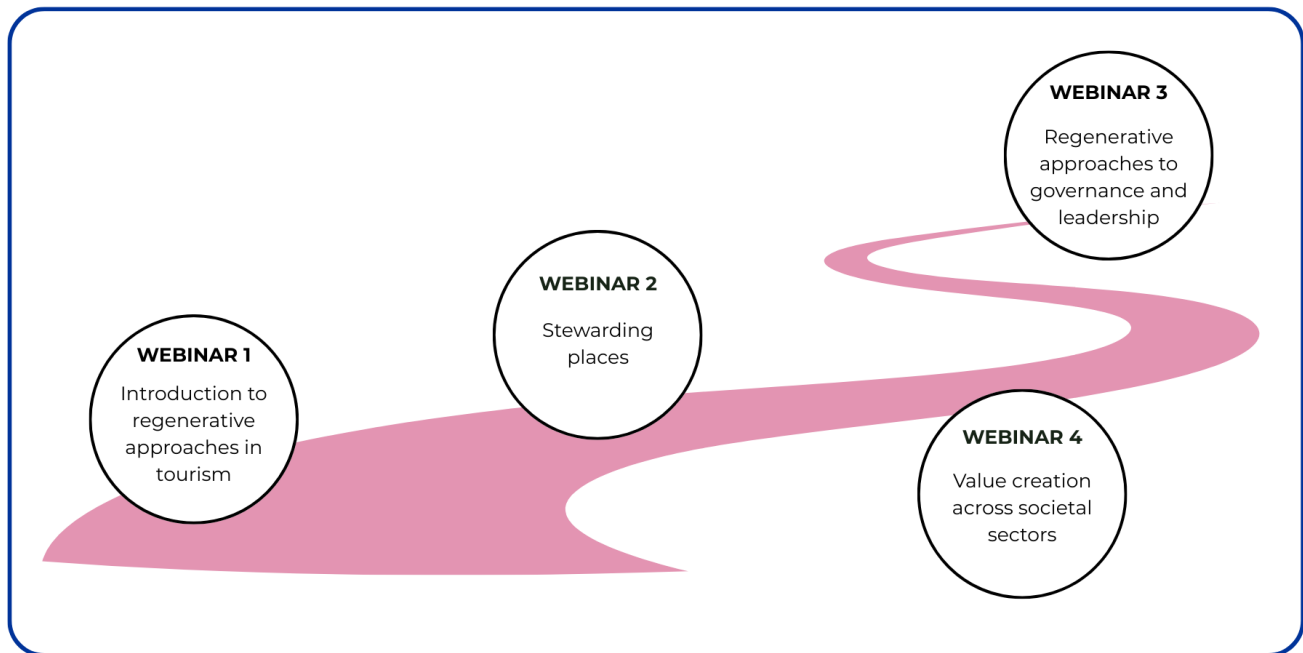 WEBINAR 1
Introduction to
regenerative
approaches in
tourism
WEBINAR 2
Stewarding
places
WEBINAR 3
Regenerative
approaches to
governance and
leadership
WEBINAR 4
Value creation
across societal
sectors